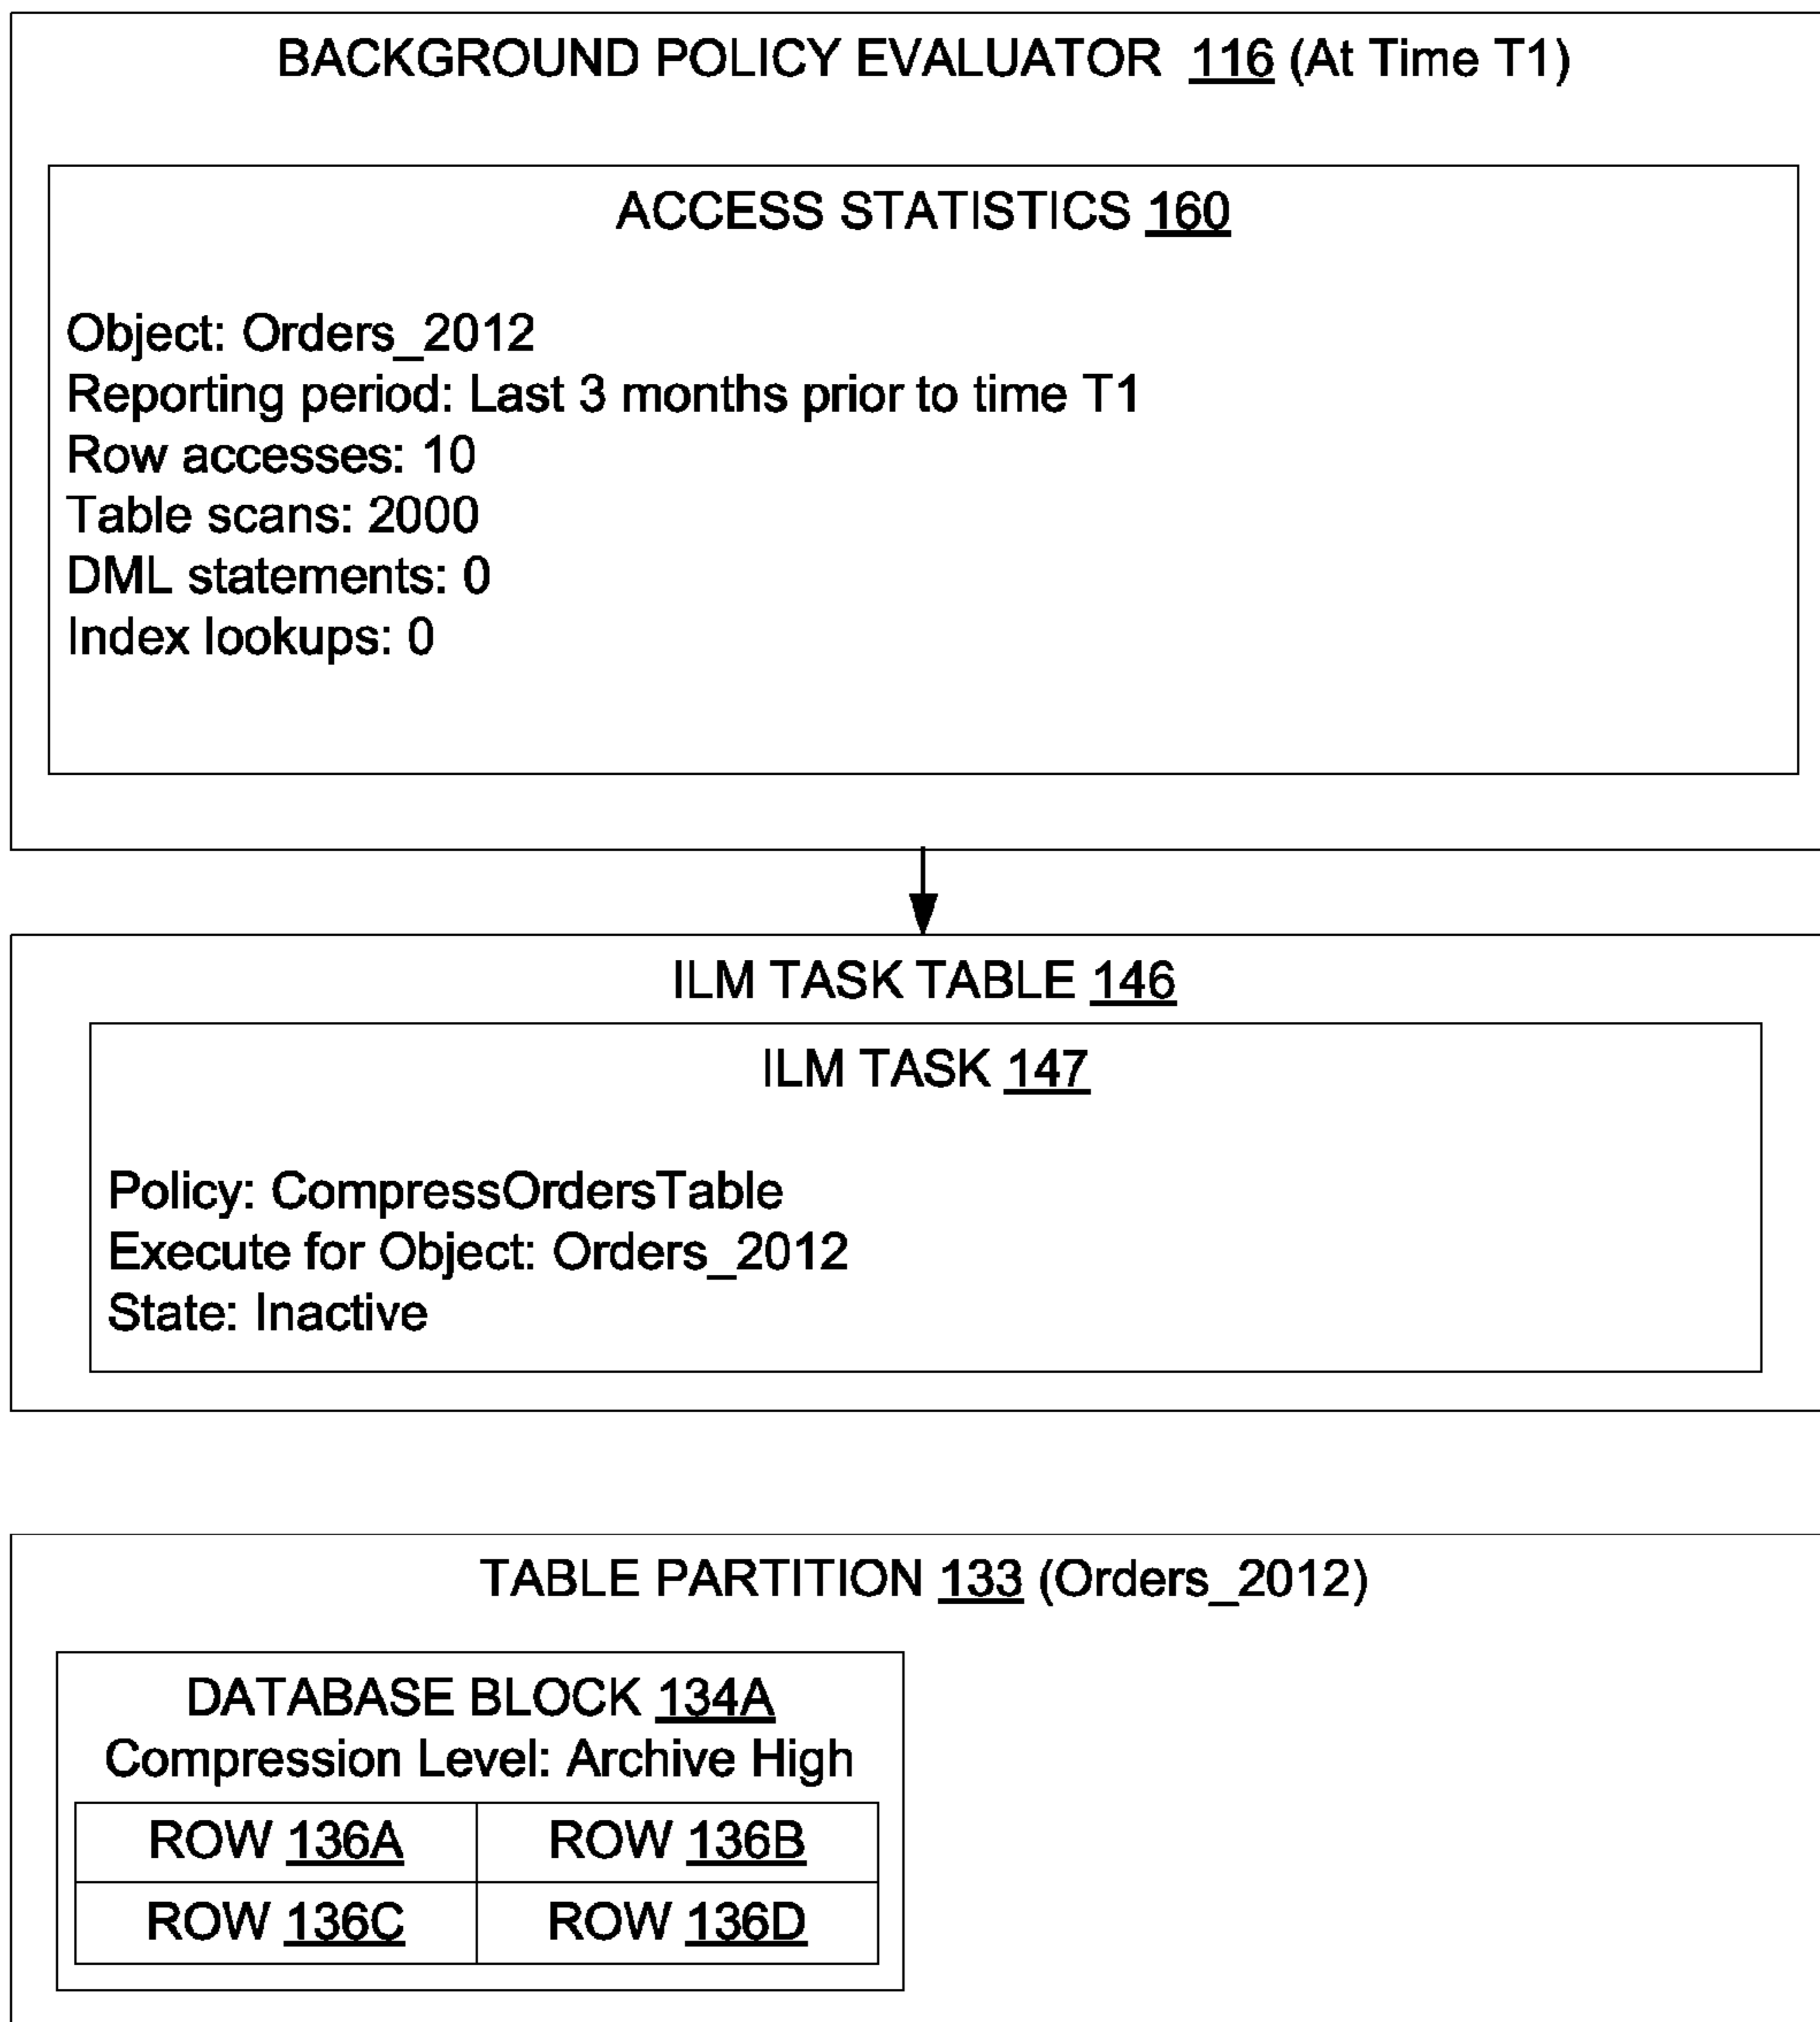 BACKGROUND POLICY EVALUATOR 116 (At Time T1)
ACCESS STATISTICS 160
Object: Orders_2012
Reporting period: Last 3 months prior to time T1
Row accesses: 10
Table scans: 2000
DML statements: 0
Index lookups: 0
ILM TASK TABLE 146
ILM TASK 147
Policy: CompressOrdersTable
Execute for Object: Orders_2012
State: Inactive
TABLE PARTITION 133 (Orders_2012)
DATABASE BLOCK 134A
Compression Level: Archive High
ROW 136A ROW 136B
ROW 136C ROW 136D